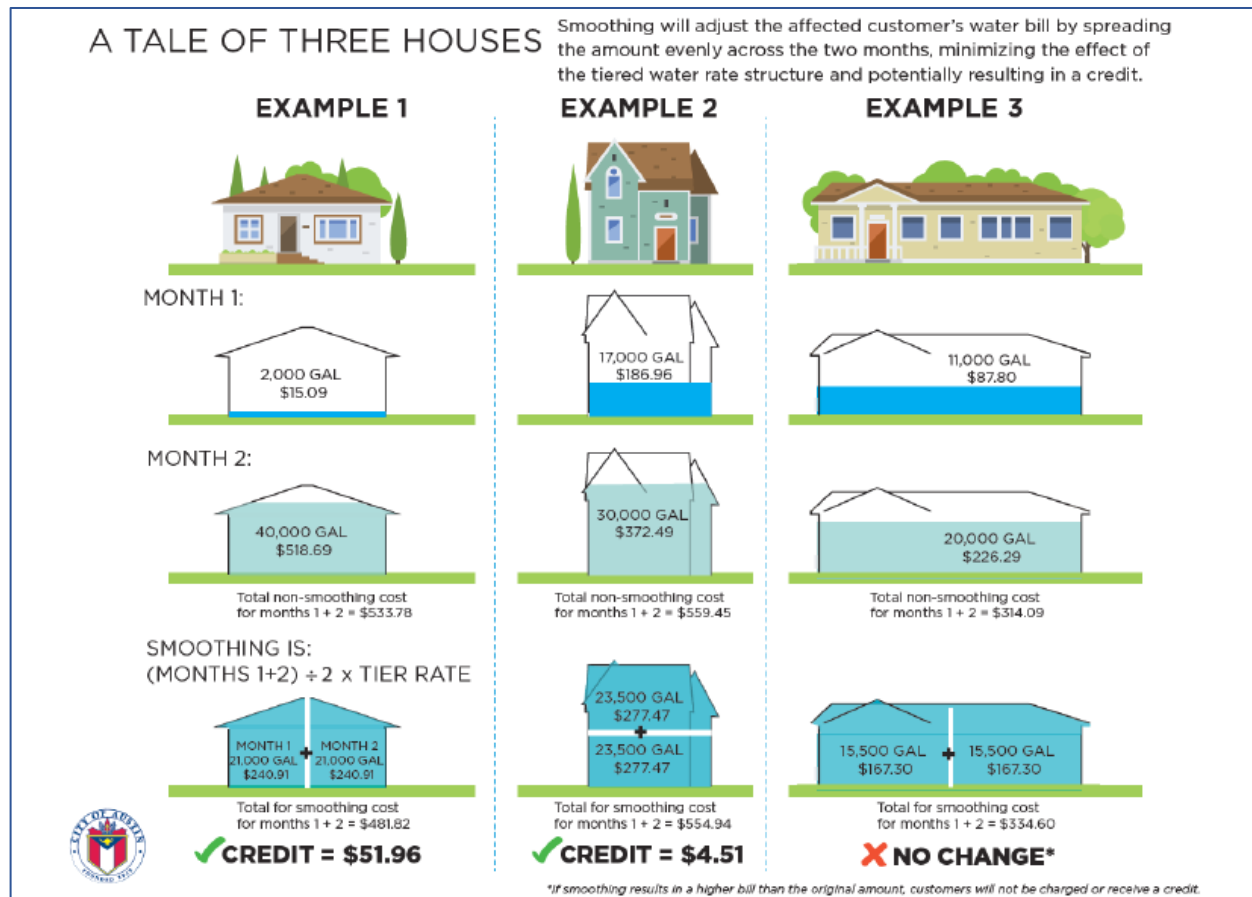 A TALE OF THREE HOUSES
Smoothing will adjust the affected customer's water bill by spreading
the amount evenly across the two months, minimizing the effect of
the tiered water rate structure and potentially resulting in a credit.
EXAMPLE 1
EXAMPLE 2
EXAMPLE 3
MONTH 1:
2,000 GAL
$15.09
17,000 GAL
$186.96
11,000 GAL
$87.80
MONTH 2:
40,000 GAL
$518.69
30,000 GAL
$372.49
20,000 GAL
$226.29
Total non-smoothing cost
for months 1 + 2 = $533.78
Total non-smoothing cost
for months 1 + 2 = $559.45
Total non-smoothing cost
for months 1 + 2 = $314.09
SMOOTHING IS:
(MONTHS 1+2) ÷ 2 x TIER RATE
MONTH 1
21,000 GAL
$240.91
+
MONTH 2
21,000 GAL
$240.91
23,500 GAL
$277.47
+
23,500 GAL
$277.47
15,500 GAL
$167.30
+
15,500 GAL
$167.30
Total for smoothing cost
for months 1 + 2 = $481.82
Total for smoothing cost
for months 1 + 2 = $554.94
Total for smoothing cost
for months 1 + 2 = $334.60
CITY OF AUSTIN
FOUNDED 1839
CREDIT = $51.96
CREDIT = $4.51
NO CHANGE*
*If smoothing results in a higher bill than the original amount, customers will not be charged or receive a credit.